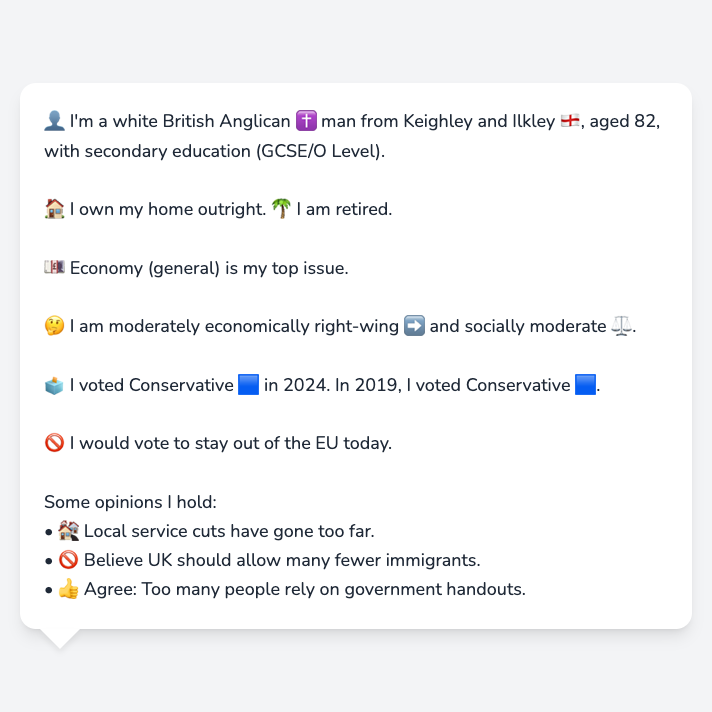 👤 I'm a white British Anglican ✝️ man from Keighley and Ilkley 🏴󠁧󠁢󠁥󠁮󠁧󠁿, aged 82,
with secondary education (GCSE/O Level).
🏠 I own my home outright. 🌴 I am retired.
💷 Economy (general) is my top issue.
🤔 I am moderately economically right-wing ➡️ and socially moderate ⚖️.
🗳️ I voted Conservative 🟦 in 2024. In 2019, I voted Conservative 🟦.
🚫 I would vote to stay out of the EU today.
Some opinions I hold:
• 🏚️ Local service cuts have gone too far.
• 🚫 Believe UK should allow many fewer immigrants.
• 👍 Agree: Too many people rely on government handouts.